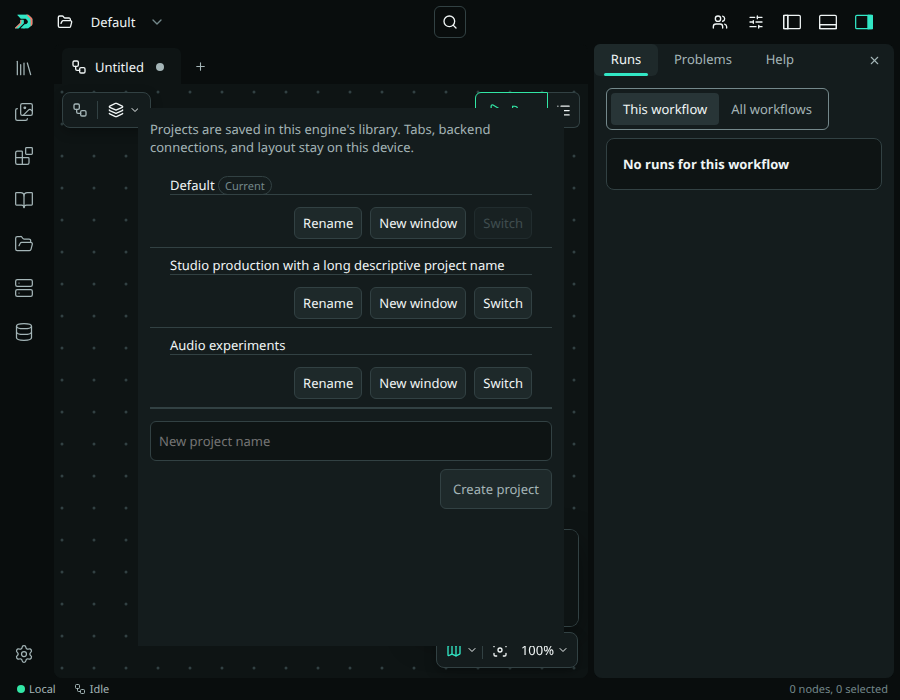 Default
Untitled
Runs
Problems
Help
This workflow
All workflows
No runs for this workflow
Projects are saved in this engine's library. Tabs, backend
connections, and layout stay on this device.
Default
Current
Rename
New window
Switch
Studio production with a long descriptive project name
Rename
New window
Switch
Audio experiments
Rename
New window
Switch
New project name
Create project
100%
Local
Idle
0 nodes, 0 selected